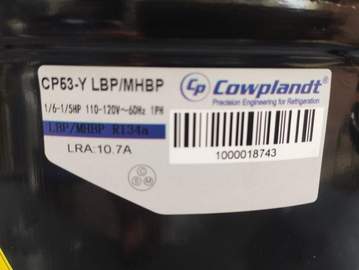 CP53-Y LBP/MHBP
1/6-1/5HP 110-120V~60Hz 1PH
LBP/MHBP R134a
LRA:10.7A
Cp Cowplandt
Precision Engineering for Refrigeration
1000018743